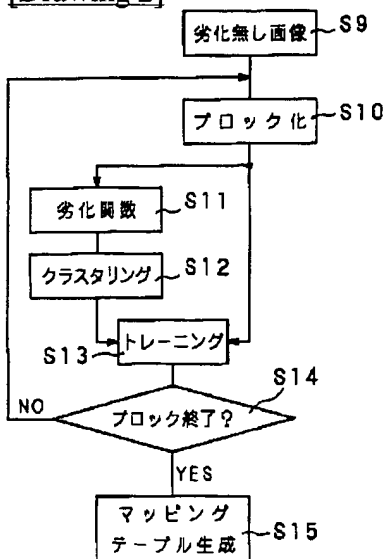 [Drawing 2]
劣化無し画像 S9
ブロック化 S10
劣化関数 S11
クラスタリング S12
トレーニング
S13
S14
ブロック終了?
NO
YES
マッピング
テーブル生成 S15